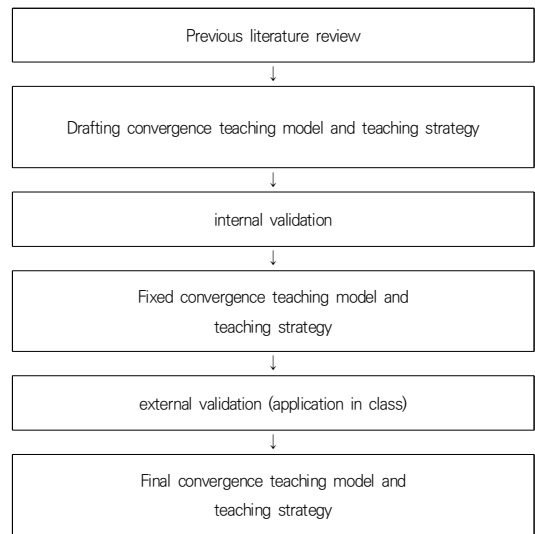 Previous literature review
↓
Drafting convergence teaching model and teaching strategy
↓
internal validation
↓
Fixed convergence teaching model and
teaching strategy
↓
external validation (application in class)
↓
Final convergence teaching model and
teaching strategy